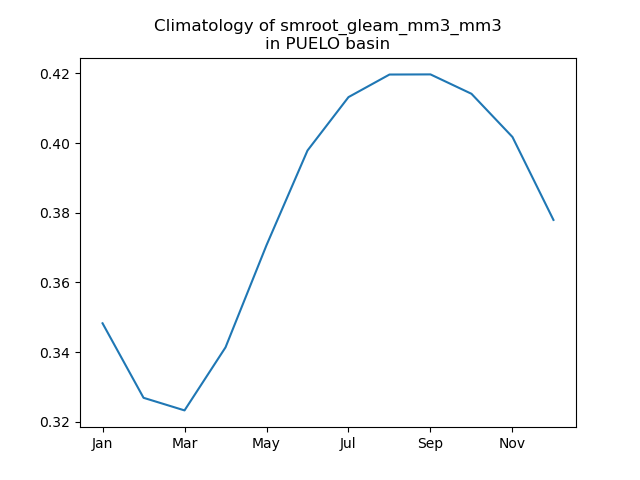 Climatology of smroot_gleam_mm3_mm3
in PUELO basin
0.42
0.40
0.38
0.36
0.34
0.32
Jan Mar May Jul Sep Nov